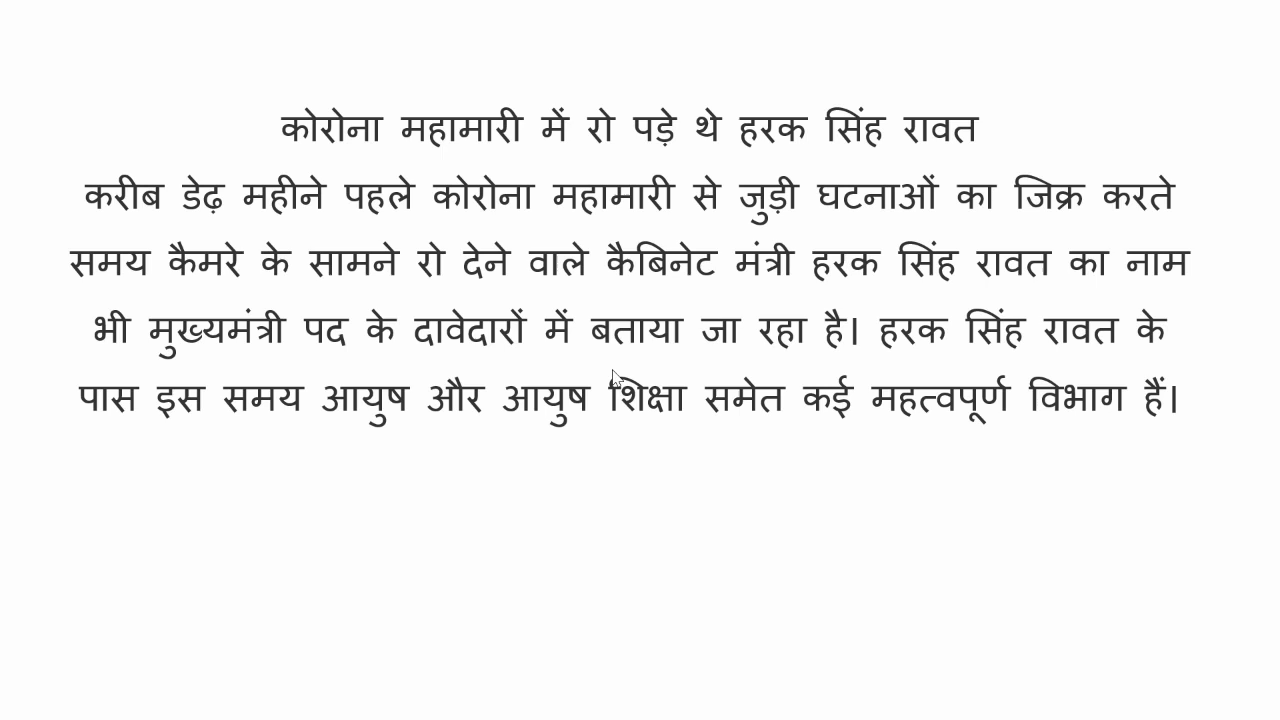 कोरोना महामारी में रो पड़े थे हरक सिंह रावत
करीब डेढ़ महीने पहले कोरोना महामारी से जुड़ी घटनाओं का जिक्र करते
समय कैमरे के सामने रो देने वाले कैबिनेट मंत्री हरक सिंह रावत का नाम
भी मुख्यमंत्री पद के दावेदारों में बताया जा रहा है। हरक सिंह रावत के
पास इस समय आयुष और आयुष शिक्षा समेत कई महत्वपूर्ण विभाग हैं।